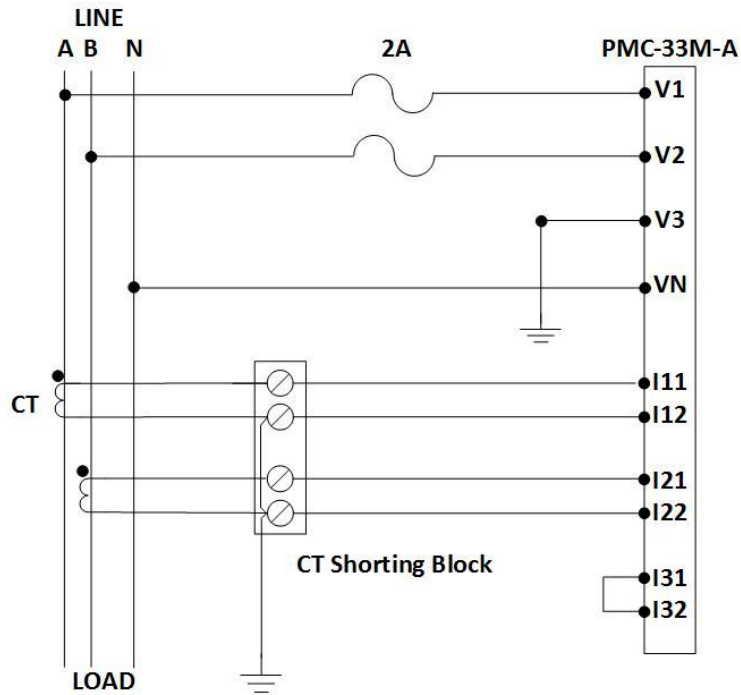 LINE
A B N 2A PMC-33M-A
V1
V2
V3
VN
I11
CT
I12
I21
I22
CT Shorting Block
I31
I32
LOAD